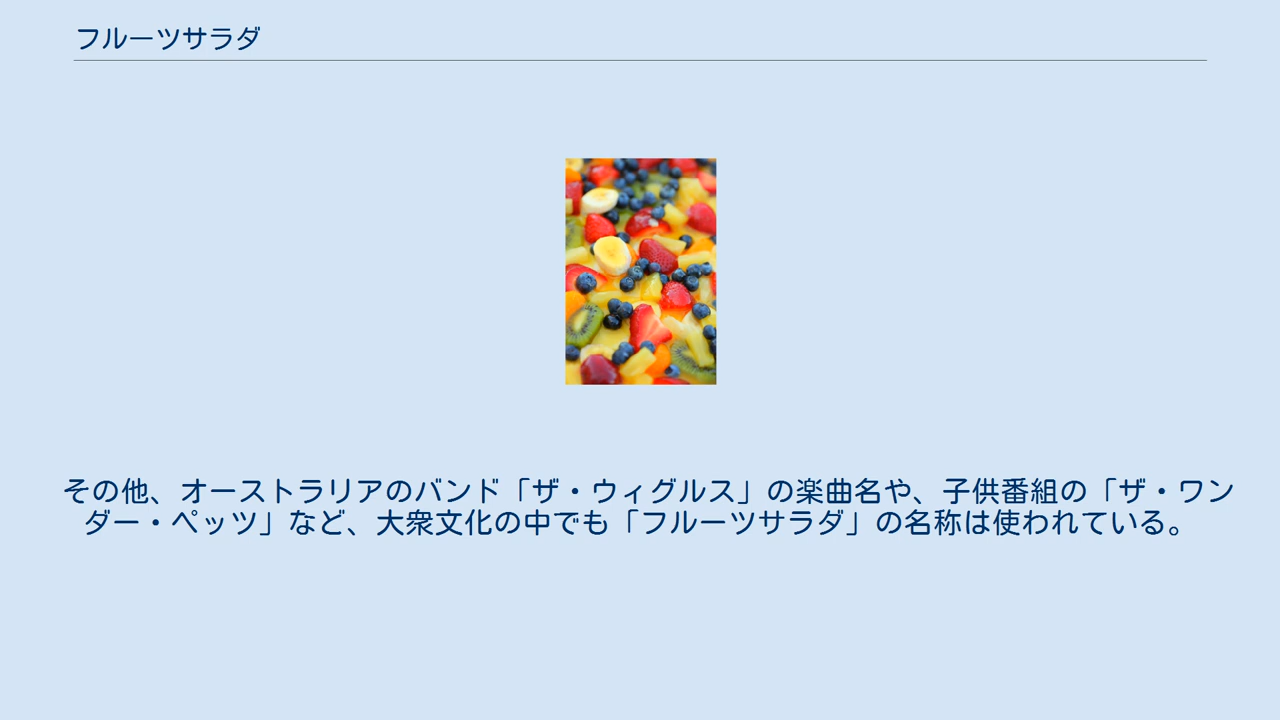 フルーツサラダ
その他、オーストラリアのバンド「ザ・ウィグルス」の楽曲名や、子供番組の「ザ・ワン
ダー・ペッツ」など、大衆文化の中でも「フルーツサラダ」の名称は使われている。